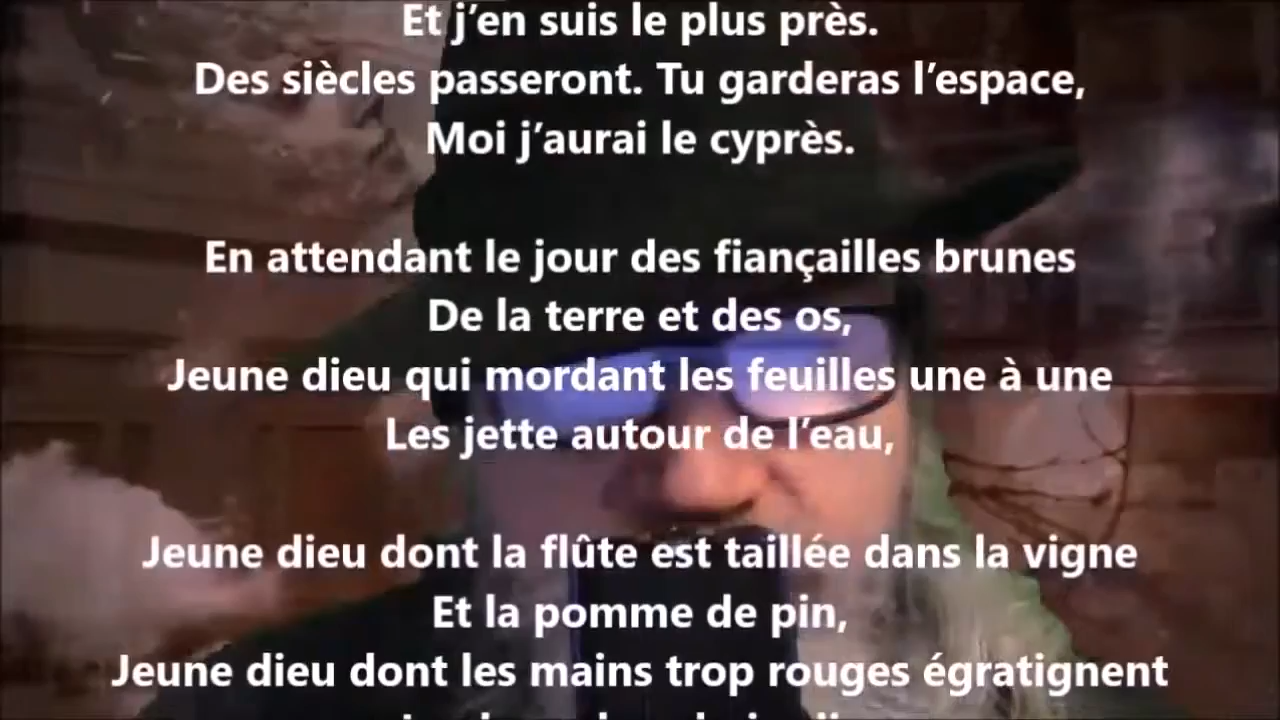 Et j’en suis le plus près.
Des siècles passeront. Tu garderas l’espace,
Moi j’aurai le cyprès.
En attendant le jour des fiançailles brunes
De la terre et des os,
Jeune dieu qui mordant les feuilles une à une
Les jette autour de l’eau,
Jeune dieu dont la flûte est taillée dans la vigne
Et la pomme de pin,
Jeune dieu dont les mains trop rouges égratignent